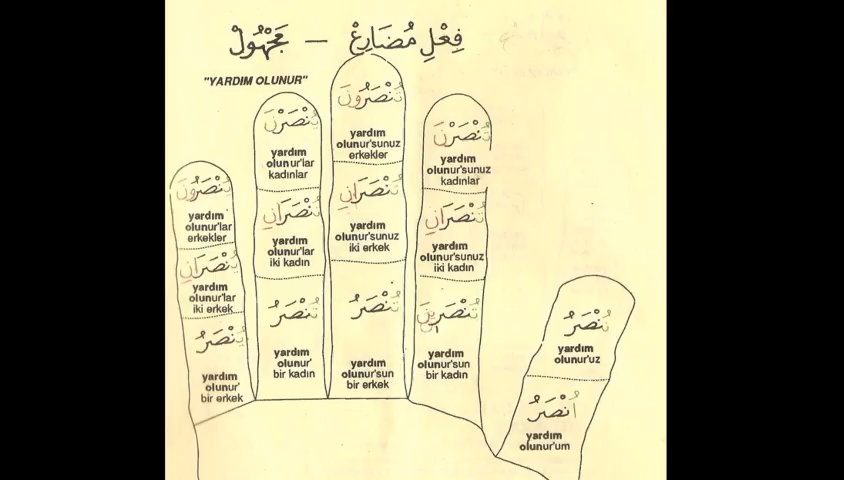 فِعْلِ مُضَارِعْ – مَجْهُولْ
"YARDIM OLUNUR"
يُنْصَرُونَ
yardım
olunur'lar
erkekler
يُنْصَرَانِ
yardım
olunur'lar
iki erkek
يُنْصَرُ
yardım
olunur'
bir erkek
يُنْصَرْنَ
yardım
olunur'lar
kadınlar
تُنْصَرَانِ
yardım
olunur'lar
iki kadın
تُنْصَرُ
yardım
olunur'
bir kadın
تُنْصَرُونَ
yardım
olunur'sunuz
erkekler
تُنْصَرَانِ
yardım
olunur'sunuz
iki erkek
تُنْصَرُ
yardım
olunur'sun
bir erkek
تُنْصَرْنَ
yardım
olunur'sunuz
kadınlar
تُنْصَرَانِ
yardım
olunur'sunuz
iki kadın
تُنْصَرِينَ
yardım
olunur'sun
bir kadın
نُنْصَرُ
yardım
olunur'uz
اُنْصَرُ
yardım
olunur'um